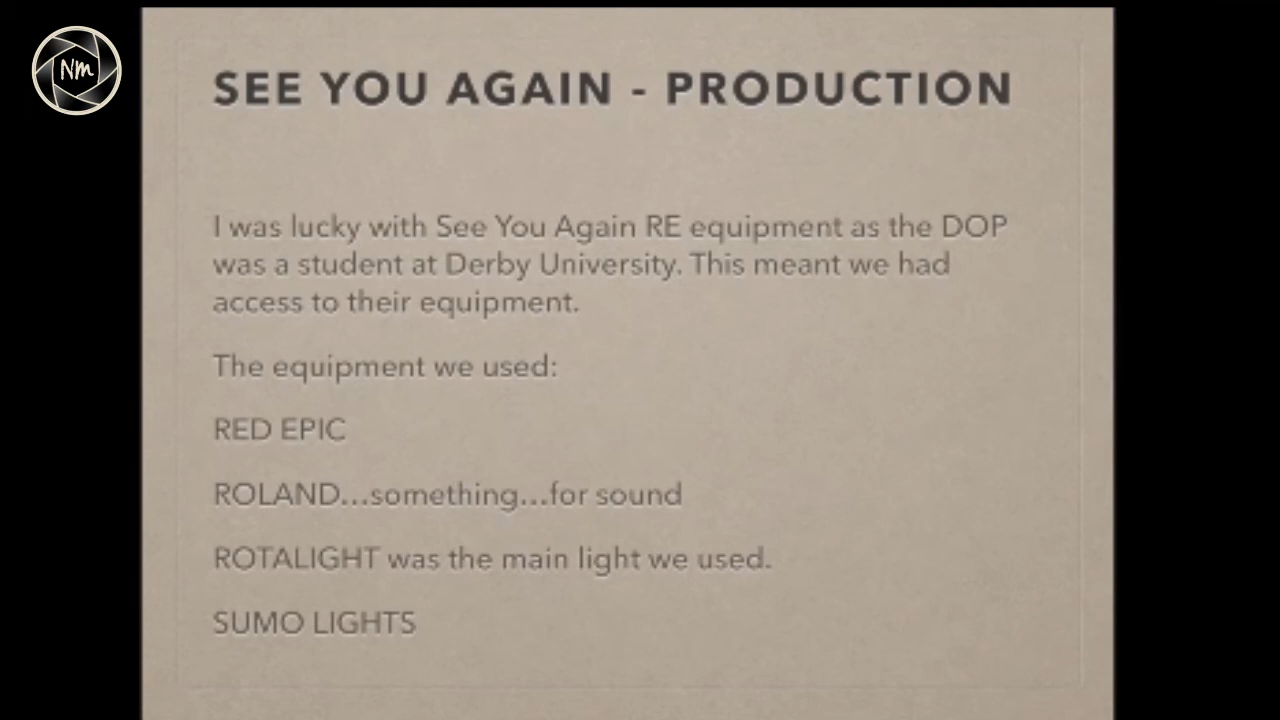 Nm
SEE YOU AGAIN - PRODUCTION
I was lucky with See You Again RE equipment as the DOP
was a student at Derby University. This meant we had
access to their equipment.
The equipment we used:
RED EPIC
ROLAND...something...for sound
ROTALIGHT was the main light we used.
SUMO LIGHTS